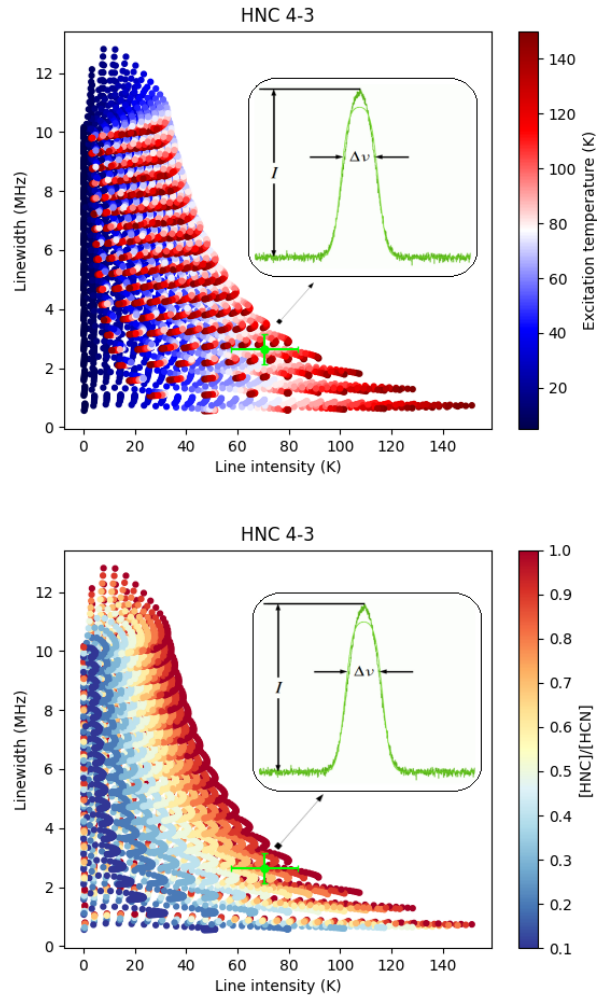 HNC 4-3
12
10
8
6
4
2
0
Linewidth (MHz)
I
Δν
0 20 40 60 80 100 120 140
Line intensity (K)
140
120
100
80
60
40
20
Excitation temperature (K)
HNC 4-3
12
10
8
6
4
2
0
Linewidth (MHz)
I
Δν
0 20 40 60 80 100 120 140
Line intensity (K)
1.0
0.9
0.8
0.7
0.6
0.5
0.4
0.3
0.2
0.1
[HNC]/[HCN]